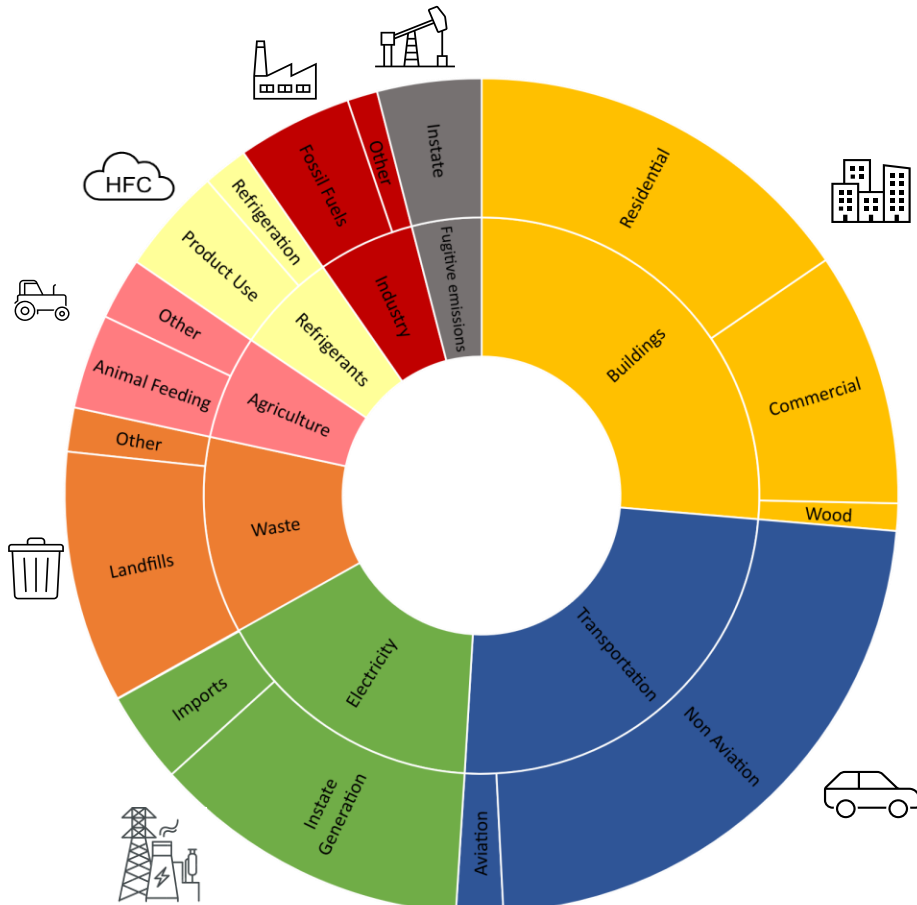 HFC
Fossil Fuels
Other
Instate
Residential
Refrigeration
Product Use
Industry
Fugitive emissions
Buildings
Refrigerants
Other
Animal Feeding
Agriculture
Commercial
Other
Waste
Wood
Landfills
Transportation
Electricity
Imports
Non Aviation
Instate
Generation
Aviation